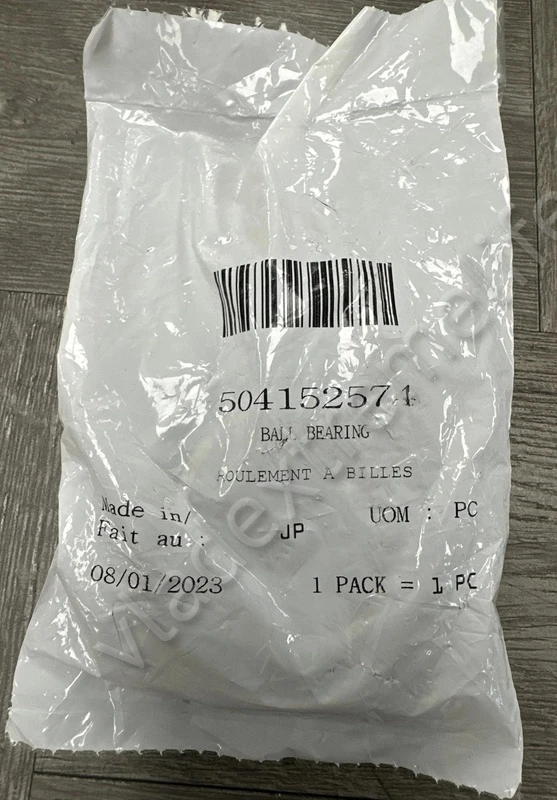 504152574
BALL BEARING
ROULEMENT A BILLES
Made in/
Fait au :
JP
UOM : PC
08/01/2023
1 PACK = 1 PC